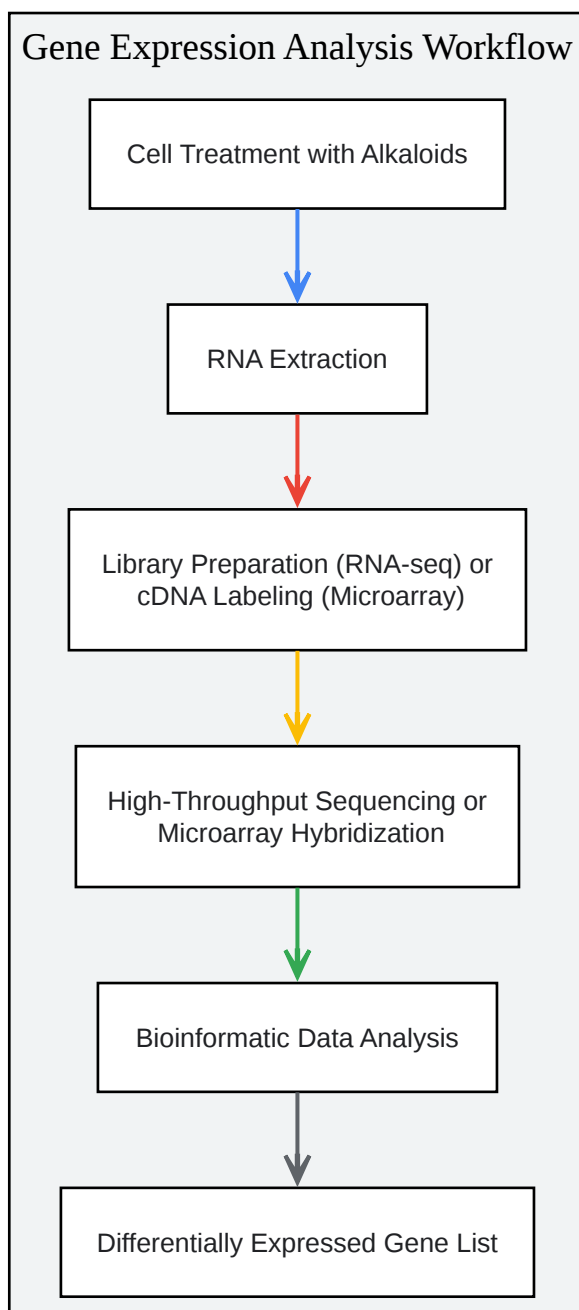 Gene Expression Analysis Workflow
Cell Treatment with Alkaloids
RNA Extraction
Library Preparation (RNA-seq) or
cDNA Labeling (Microarray)
High-Throughput Sequencing or
Microarray Hybridization
Bioinformatic Data Analysis
Differentially Expressed Gene List